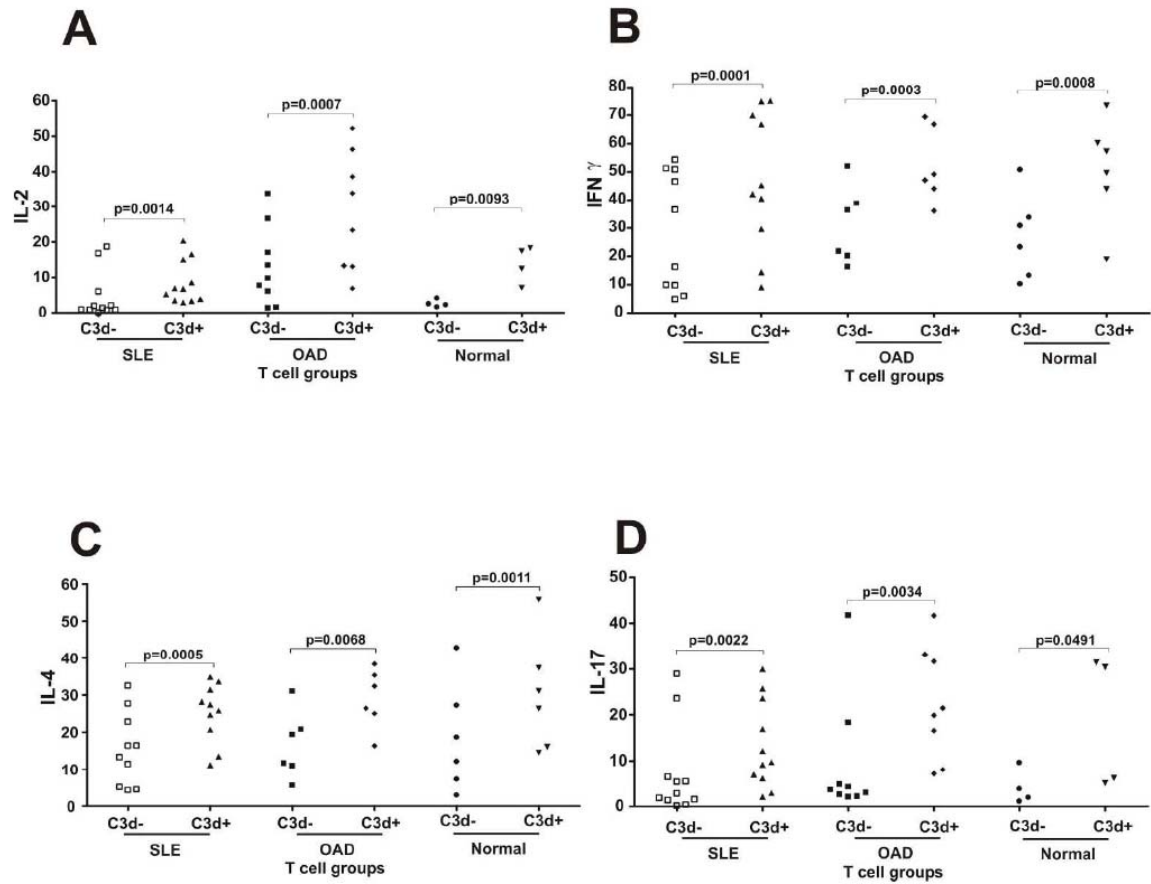 A
IL-2
60
50
40
30
20
10
0
p=0.0014
p=0.0007
p=0.0093
C3d- C3d+ C3d- C3d+ C3d- C3d+
SLE OAD Normal
T cell groups
B
IFN γ
80
70
60
50
40
30
20
10
0
p=0.0001
p=0.0003
p=0.0008
C3d- C3d+ C3d- C3d+ C3d- C3d+
SLE OAD Normal
T cell groups
C
IL-4
60
50
40
30
20
10
0
p=0.0005
p=0.0068
p=0.0011
C3d- C3d+ C3d- C3d+ C3d- C3d+
SLE OAD Normal
T cell groups
D
IL-17
50
40
30
20
10
0
p=0.0022
p=0.0034
p=0.0491
C3d- C3d+ C3d- C3d+ C3d- C3d+
SLE OAD Normal
T cell groups